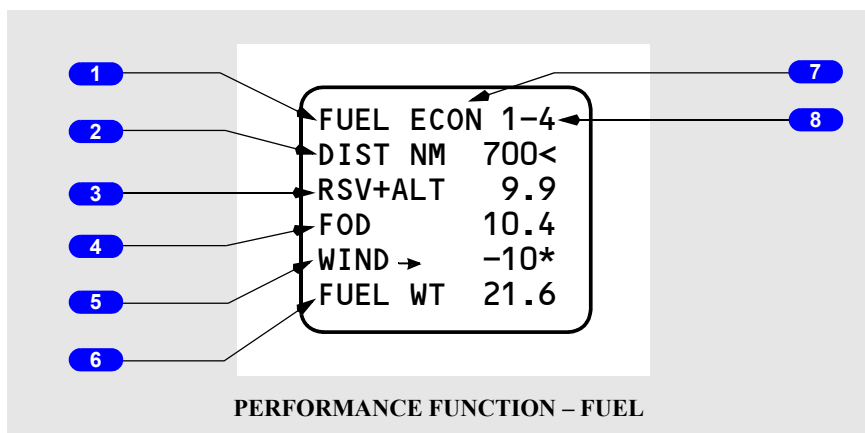 1
2
3
4
5
6
7
8
FUEL ECON 1-4
DIST NM 700<
RSV+ALT 9.9
FOD 10.4
WIND → -10*
FUEL WT 21.6
PERFORMANCE FUNCTION – FUEL